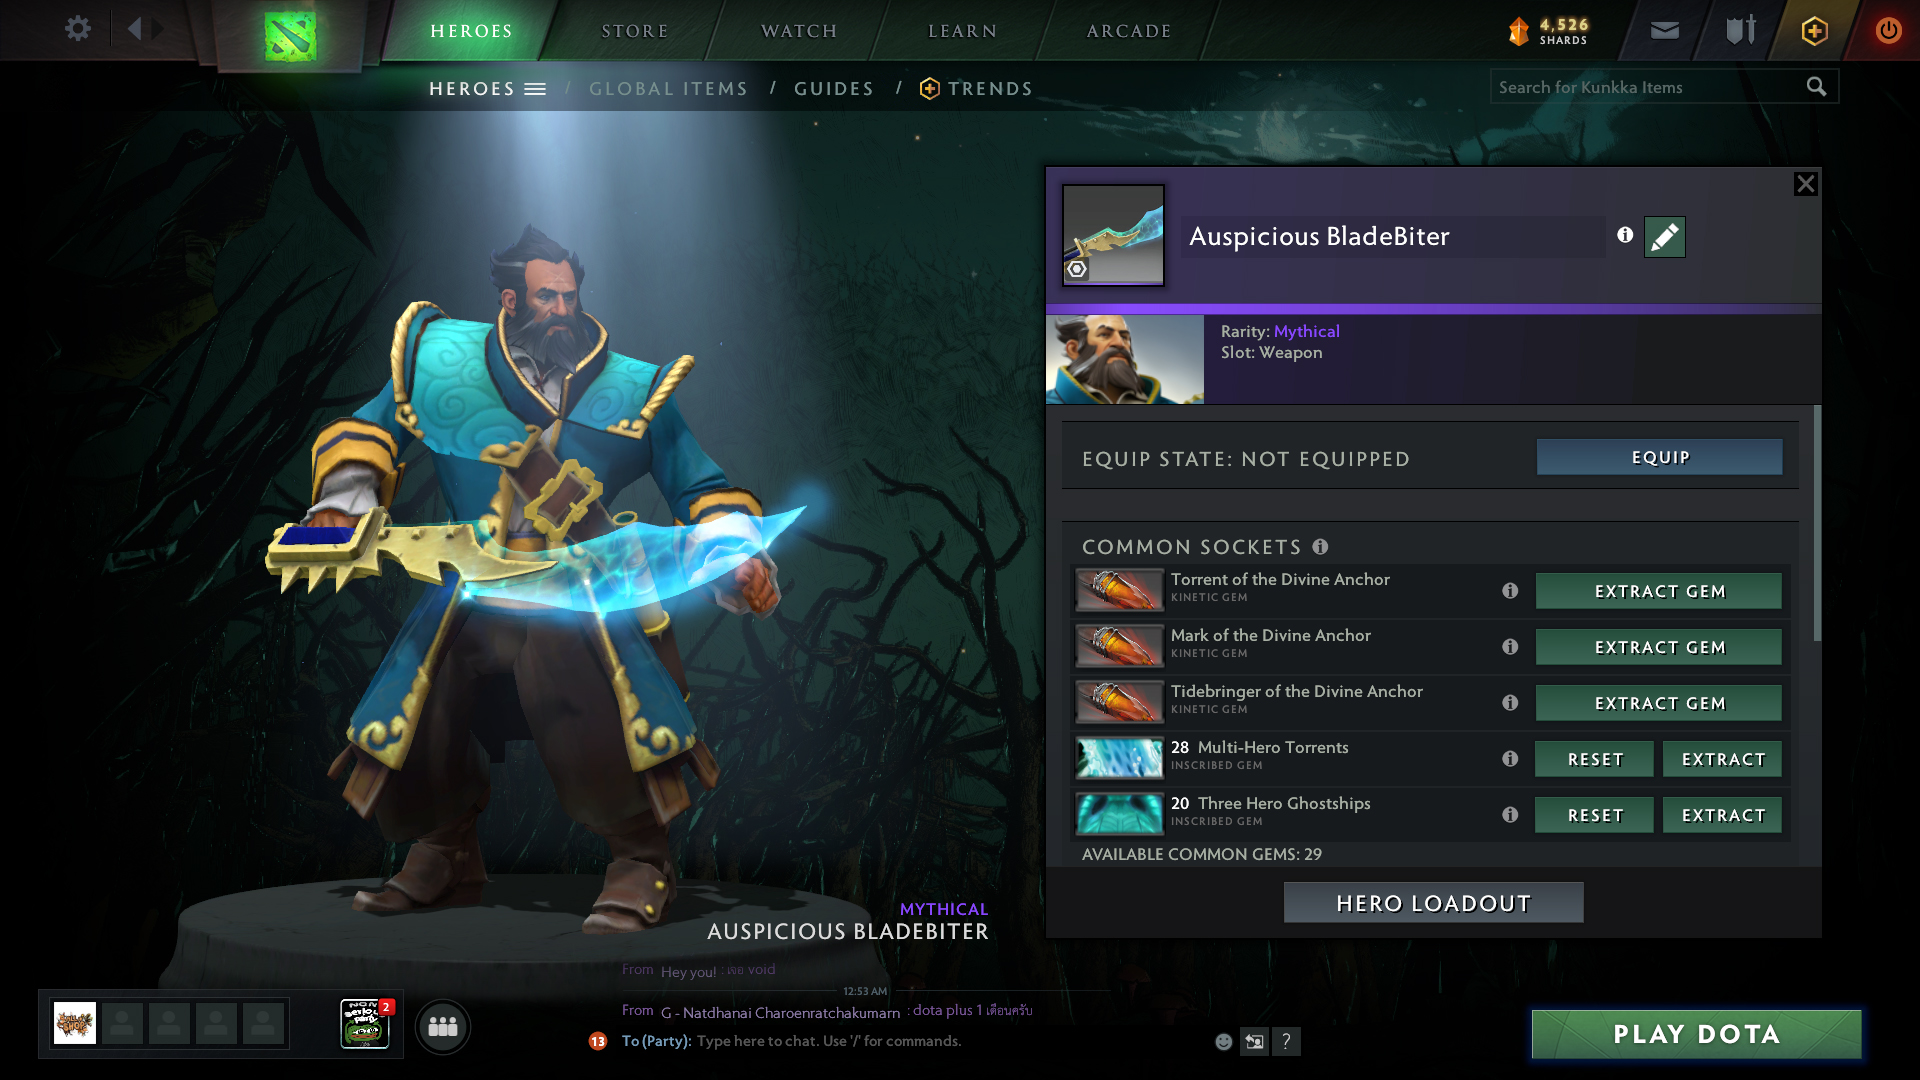 HEROES
STORE
WATCH
LEARN
ARCADE
4,526
SHARDS
HEROES / GLOBAL ITEMS / GUIDES / TRENDS
Search for Kunkka Items
Auspicious BladeBiter
Rarity: Mythical
Slot: Weapon
EQUIP STATE: NOT EQUIPPED
EQUIP
COMMON SOCKETS
Torrent of the Divine Anchor
KINETIC GEM
EXTRACT GEM
Mark of the Divine Anchor
KINETIC GEM
EXTRACT GEM
Tidebringer of the Divine Anchor
KINETIC GEM
EXTRACT GEM
28 Multi-Hero Torrents
INSCRIBED GEM
RESET
EXTRACT
20 Three Hero Ghostships
INSCRIBED GEM
RESET
EXTRACT
AVAILABLE COMMON GEMS: 29
HERO LOADOUT
MYTHICAL
AUSPICIOUS BLADEBITER
From Hey you! : เจอ void
12:53 AM
From G - Natdhanai Charoenratchakumarn : dota plus 1 เดือนครับ
13
To (Party): Type here to chat. Use '/' for commands.
?
2
PLAY DOTA